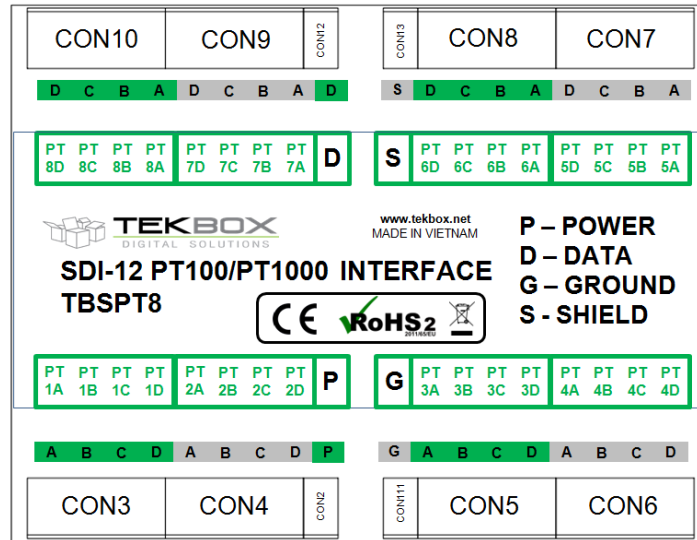 CON10 CON9 CON12 CON13 CON8 CON7
D C B A D C B A D S D C B A D C B A
PT PT PT PT PT PT PT PT D S PT PT PT PT PT PT PT PT
8D 8C 8B 8A 7D 7C 7B 7A 6D 6C 6B 6A 5D 5C 5B 5A
TEKBOX
DIGITAL SOLUTIONS
www.tekbox.net
MADE IN VIETNAM
SDI-12 PT100/PT1000 INTERFACE
TBSPT8
P – POWER
D – DATA
G – GROUND
S - SHIELD
CE RoHS2
2011/65/EU
PT PT PT PT PT PT PT PT P G PT PT PT PT PT PT PT PT
1A 1B 1C 1D 2A 2B 2C 2D 3A 3B 3C 3D 4A 4B 4C 4D
A B C D A B C D P G A B C D A B C D
CON3 CON4 CON2 CON111 CON5 CON6